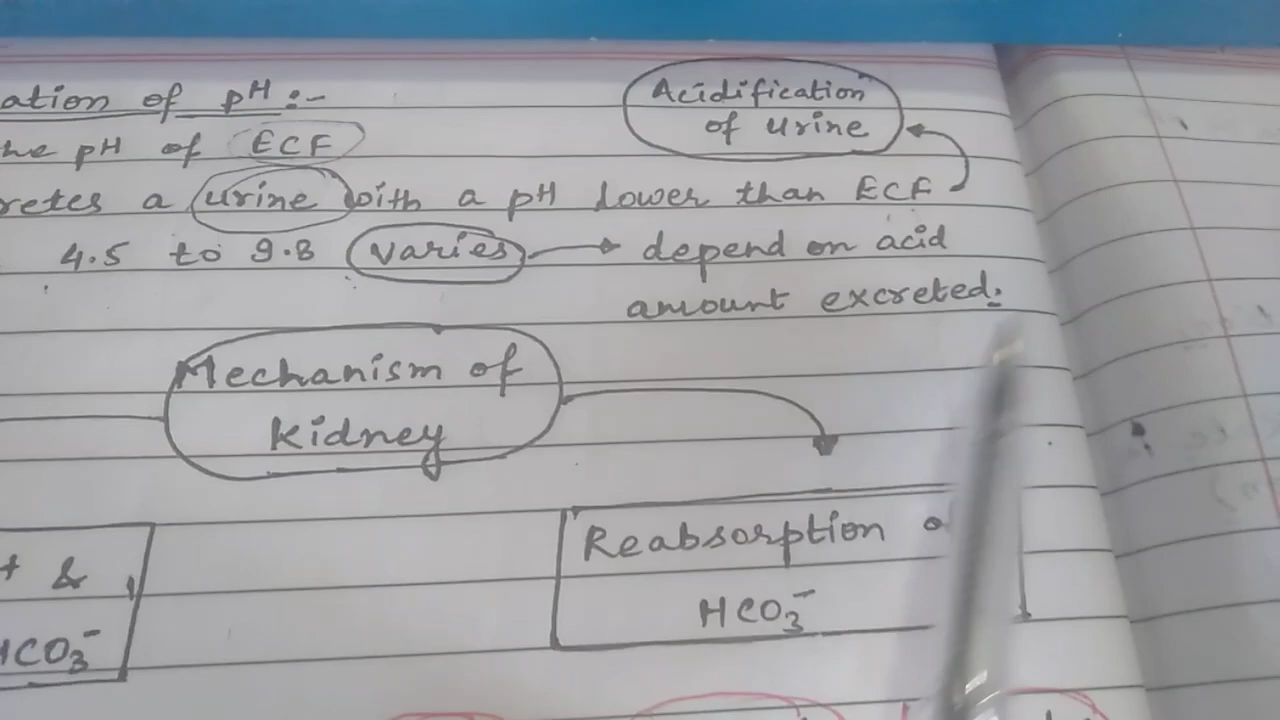 ation of pH :-
Acidification of urine
he pH of ECF
retes a urine with a pH lower than ECF
4.5 to 9.8 varies → depend on acid
amount excreted.
Mechanism of
kidney
Reabsorption o
HCO3-
+ &
HCO3-